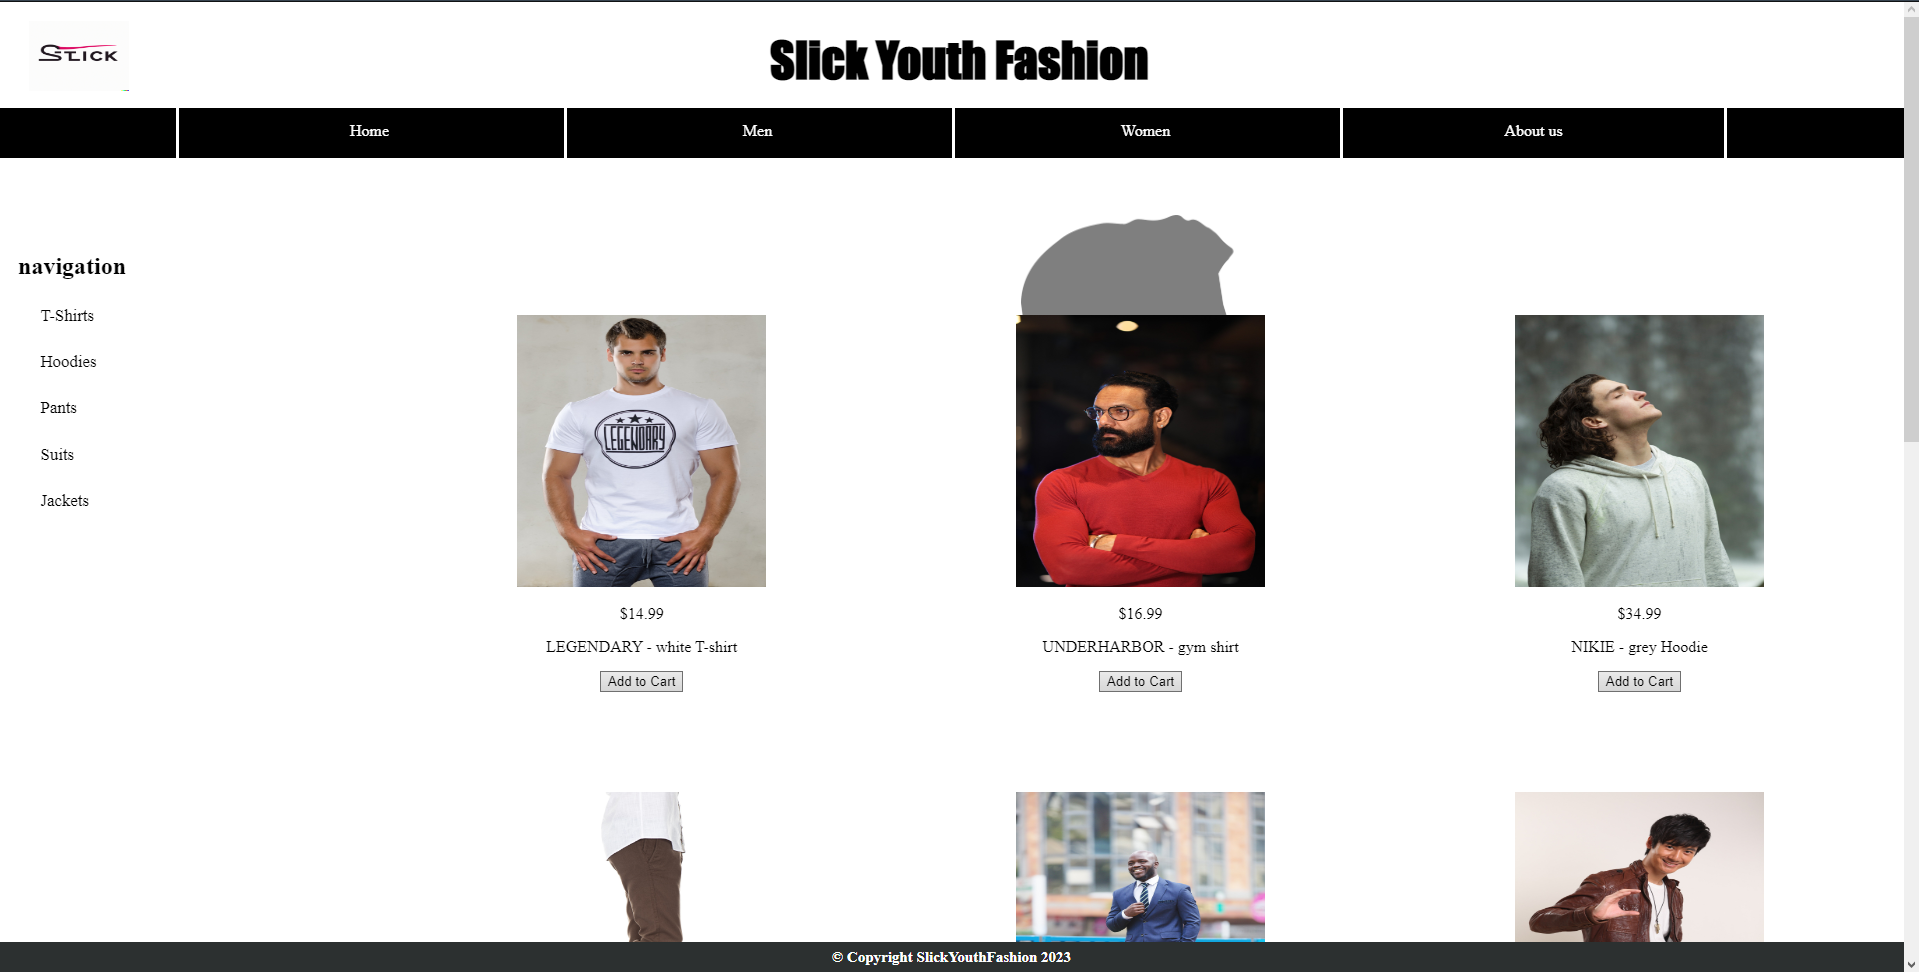 SLICK
Slick Youth Fashion
Home
Men
Women
About us
navigation
T-Shirts
Hoodies
Pants
Suits
Jackets
LEGENDARY
$14.99
LEGENDARY - white T-shirt
Add to Cart
$16.99
UNDERHARBOR - gym shirt
Add to Cart
$34.99
NIKIE - grey Hoodie
Add to Cart
© Copyright SlickYouthFashion 2023